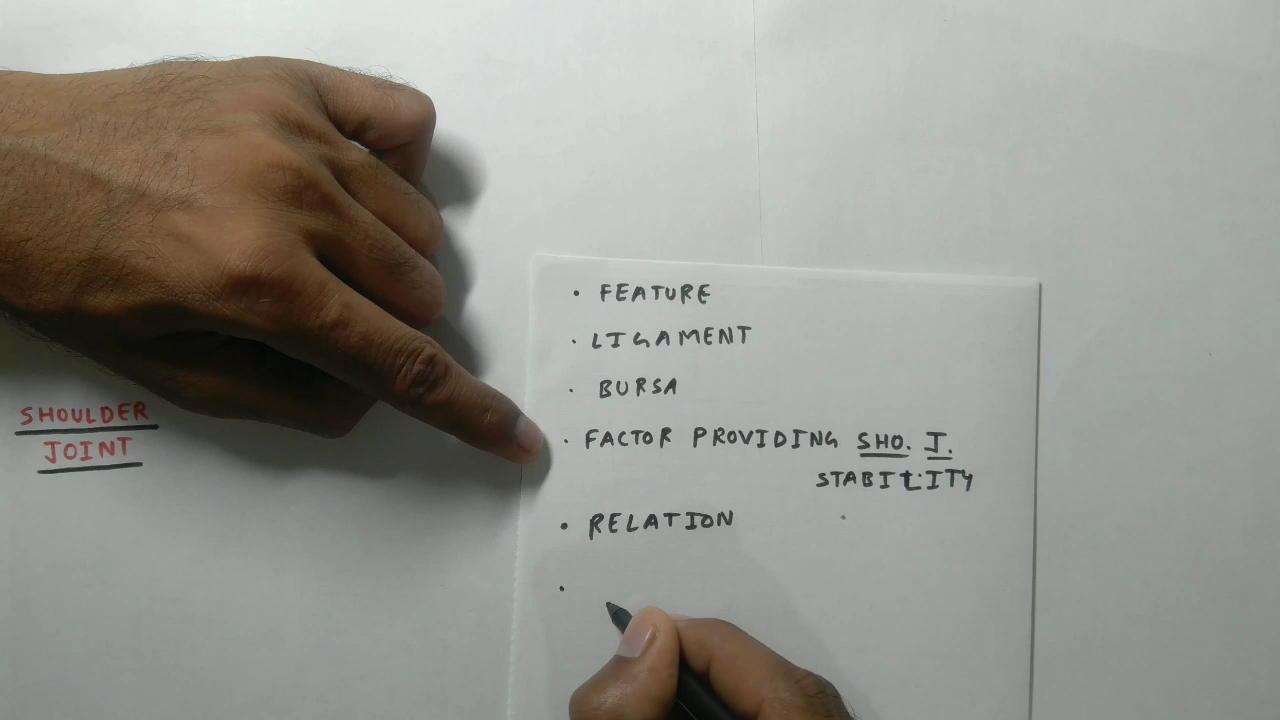 SHOULDER
JOINT
• FEATURE
• LIGAMENT
• BURSA
• FACTOR PROVIDING SHO. J.
STABILITY
• RELATION
•